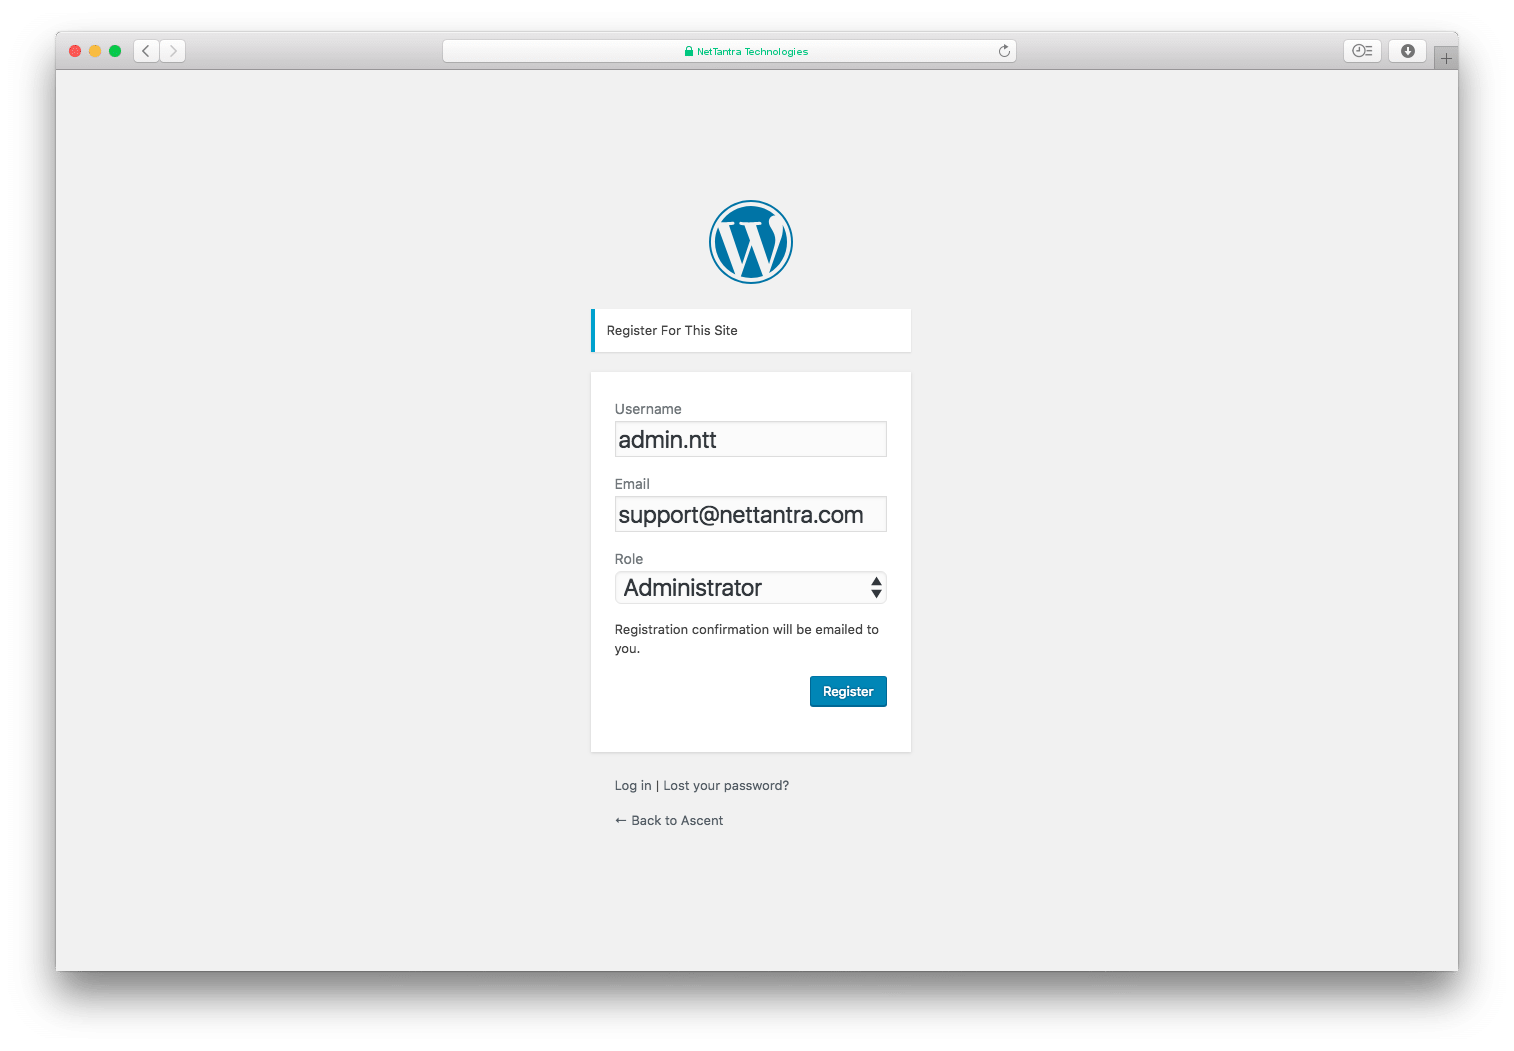 NetTantra Technologies
Register For This Site
Username
admin.ntt
Email
support@nettantra.com
Role
Administrator
Registration confirmation will be emailed to
you.
Register
Log in | Lost your password?
← Back to Ascent